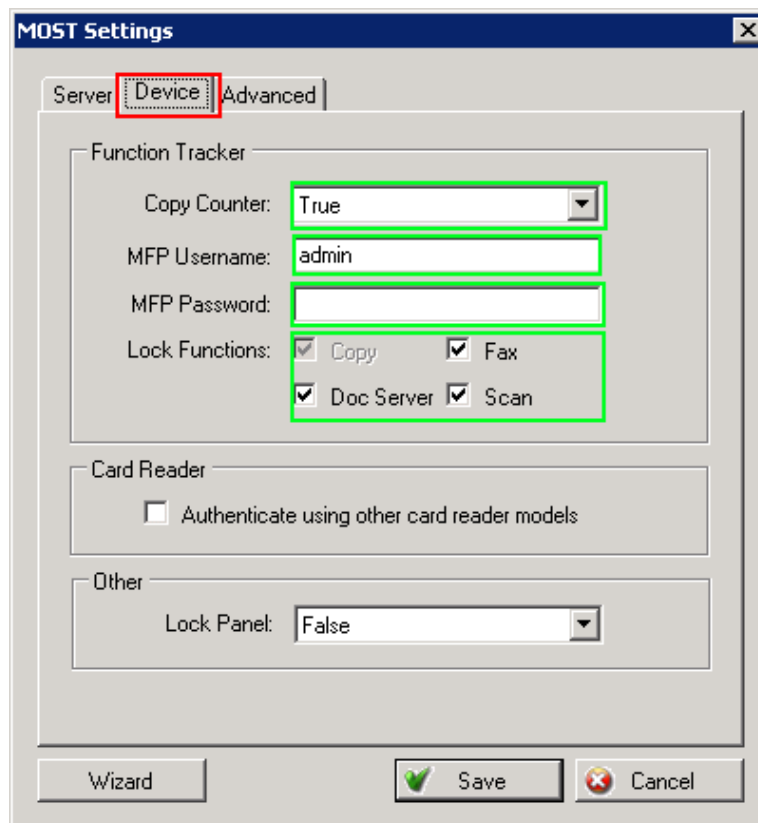 MOST Settings
Server Device Advanced
Function Tracker
Copy Counter: True
MFP Username: admin
MFP Password:
Lock Functions: Copy Fax
Doc Server Scan
Card Reader
Authenticate using other card reader models
Other
Lock Panel: False
Wizard Save Cancel